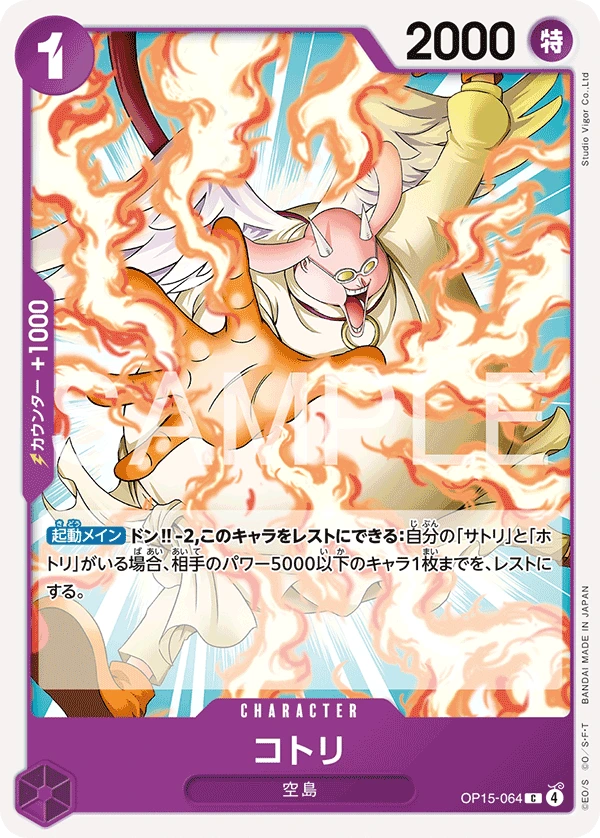 1
2000 特
Studio Vigor Co.,Ltd
カウンター +1000
SAMPLE
起動メイン ドン!!-2,このキャラをレストにできる:自分の「サトリ」と「ホ
トリ」がいる場合、相手のパワー5000以下のキャラ1枚までを、レストに
する。
CHARACTER
コトリ
空島
OP15-064 C 4
©EO/S ©O/S・F・T BANDAI MADE IN JAPAN